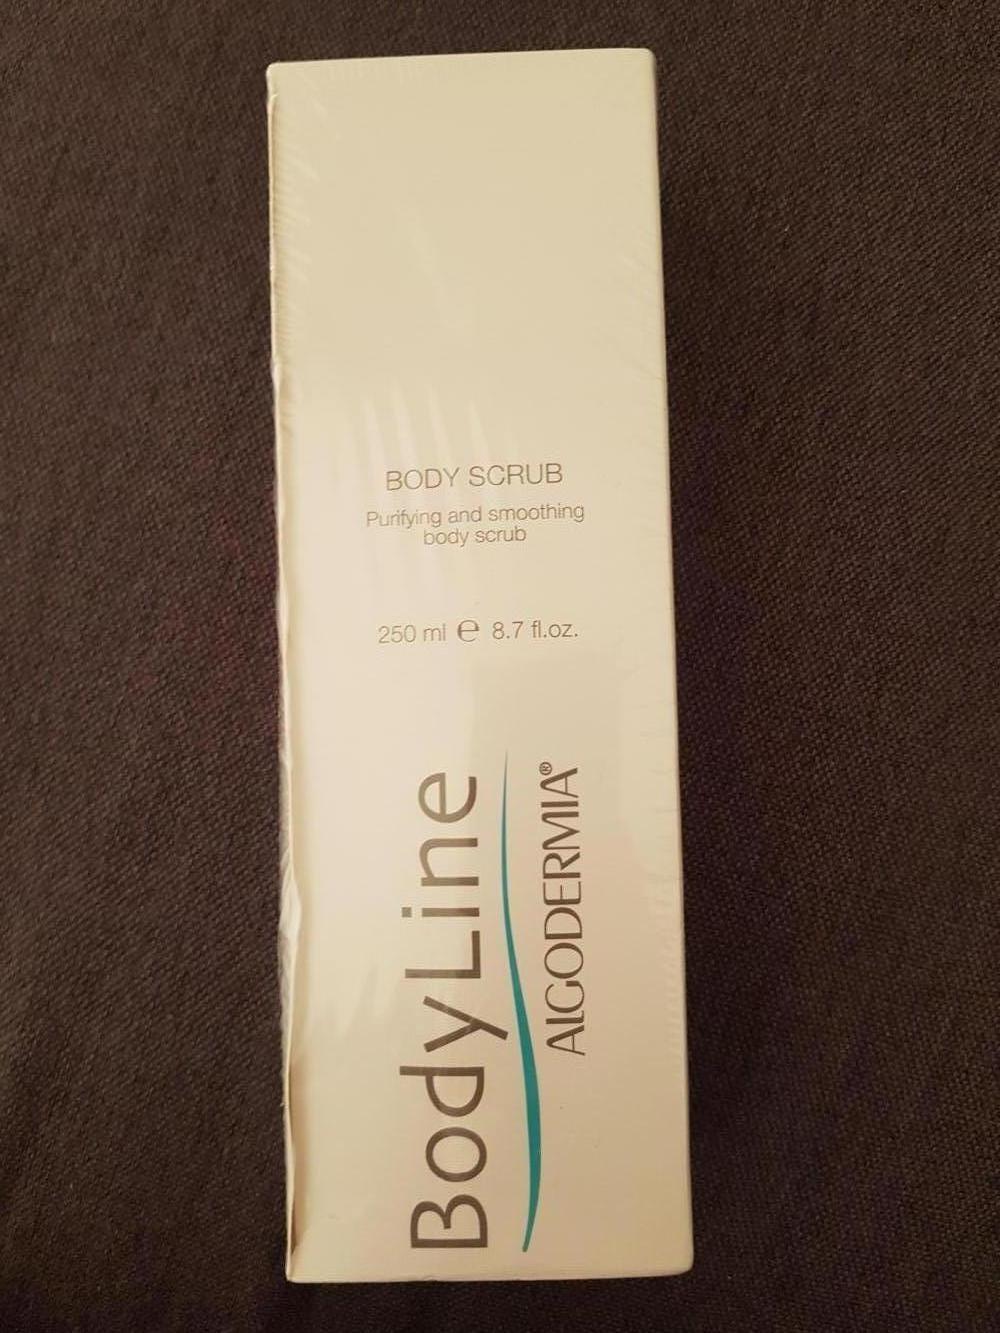 BODY SCRUB
Purifying and smoothing
body scrub
250 ml ℮ 8.7 fl.oz.
BodyLine
ALGODERMIA®